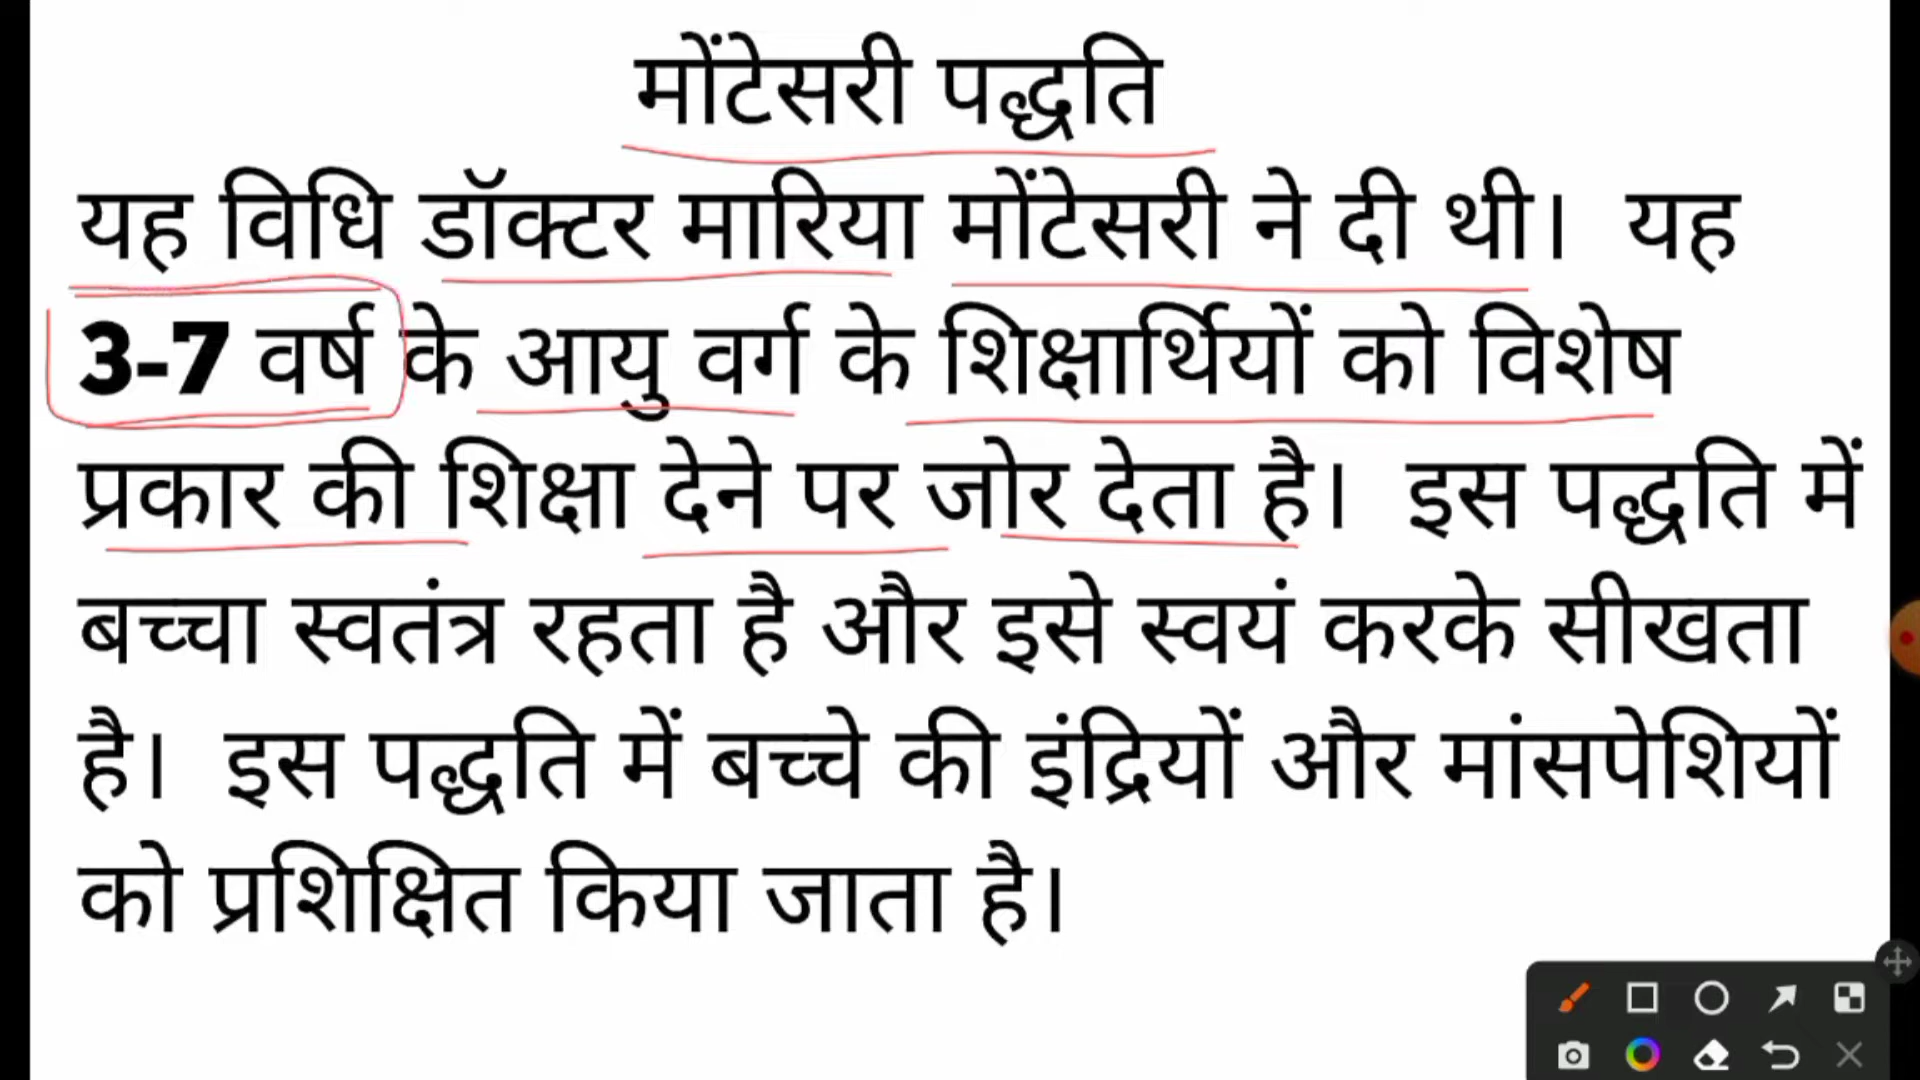 मोंटेसरी पद्धति
यह विधि डॉक्टर मारिया मोंटेसरी ने दी थी। यह
3-7 वर्ष के आयु वर्ग के शिक्षार्थियों को विशेष
प्रकार की शिक्षा देने पर जोर देता है। इस पद्धति में
बच्चा स्वतंत्र रहता है और इसे स्वयं करके सीखता
है। इस पद्धति में बच्चे की इंद्रियों और मांसपेशियों
को प्रशिक्षित किया जाता है।